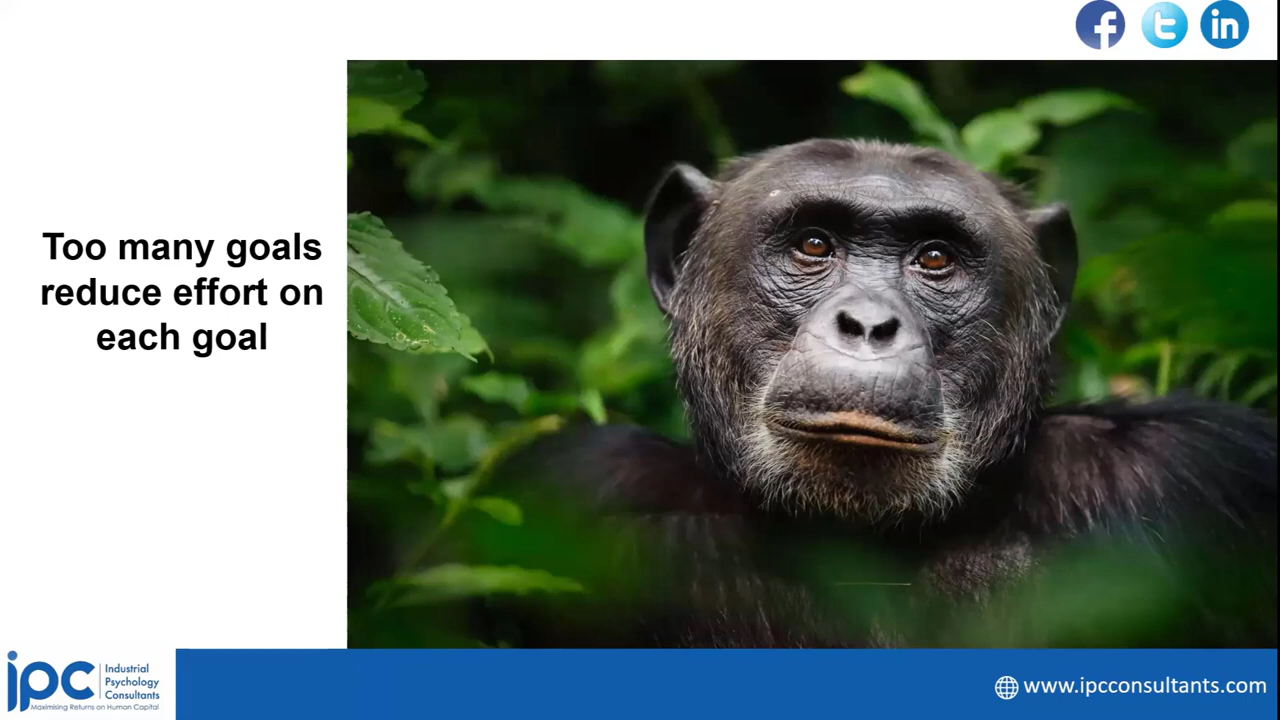 Too many goals
reduce effort on
each goal
ipc
Industrial
Psychology
Consultants
Maximising Returns on Human Capital
www.ipcconsultants.com